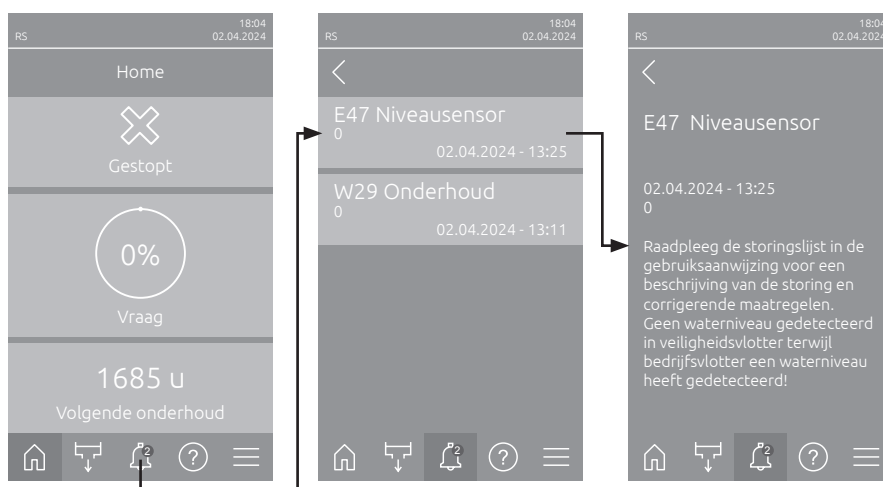 18:04
RS 02.04.2024
Home
Gestopt
0%
Vraag
1685 u
Volgende onderhoud
2
?
18:04
RS 02.04.2024
E47 Niveausensor
0
02.04.2024 - 13:25
W29 Onderhoud
0
02.04.2024 - 13:11
2
?
18:04
RS 02.04.2024
E47 Niveausensor
02.04.2024 - 13:25
0
Raadpleeg de storingslijst in de
gebruiksaanwijzing voor een
beschrijving van de storing en
corrigerende maatregelen.
Geen waterniveau gedetecteerd
in veiligheidsvlotter terwijl
bedrijfsvlotter een waterniveau
heeft gedetecteerd!
2
?